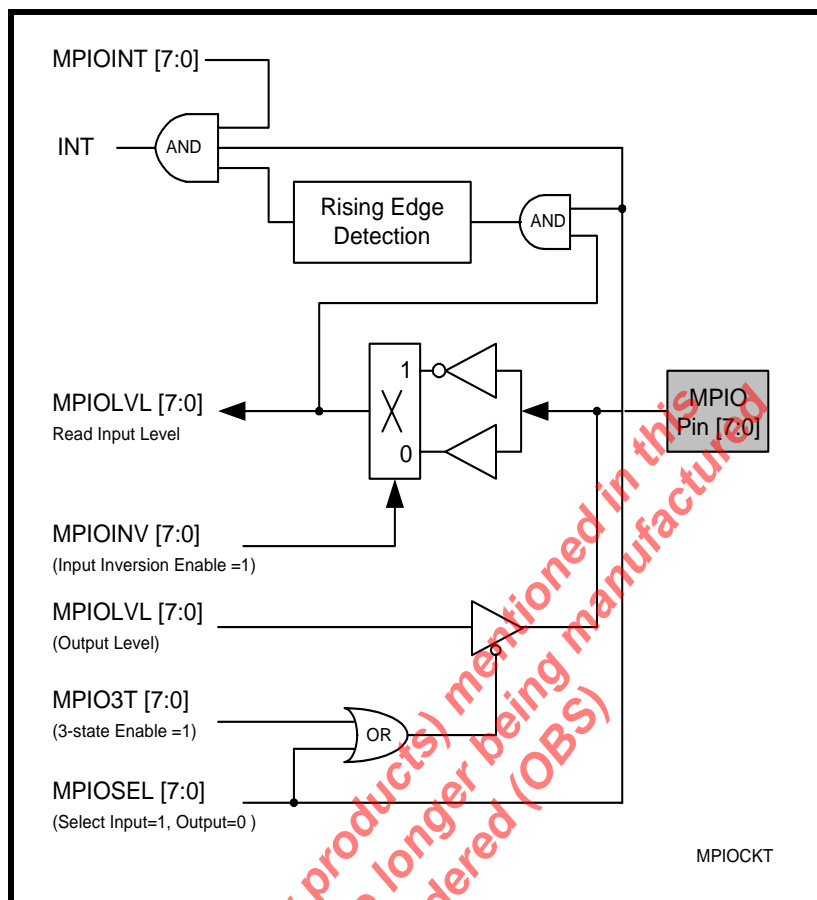 MPIOINT [7:0]
INT
AND
Rising Edge
Detection
AND
1
0
MPIOLVL [7:0]
Read Input Level
MPIO
Pin [7:0]
MPIOINV [7:0]
(Input Inversion Enable =1)
MPIOLVL [7:0]
(Output Level)
MPIO3T [7:0]
(3-state Enable =1)
OR
MPIOSEL [7:0]
(Select Input=1, Output=0 )
MPIOCKT
products) mentioned in this
longer being manufactured
dered (OBS)